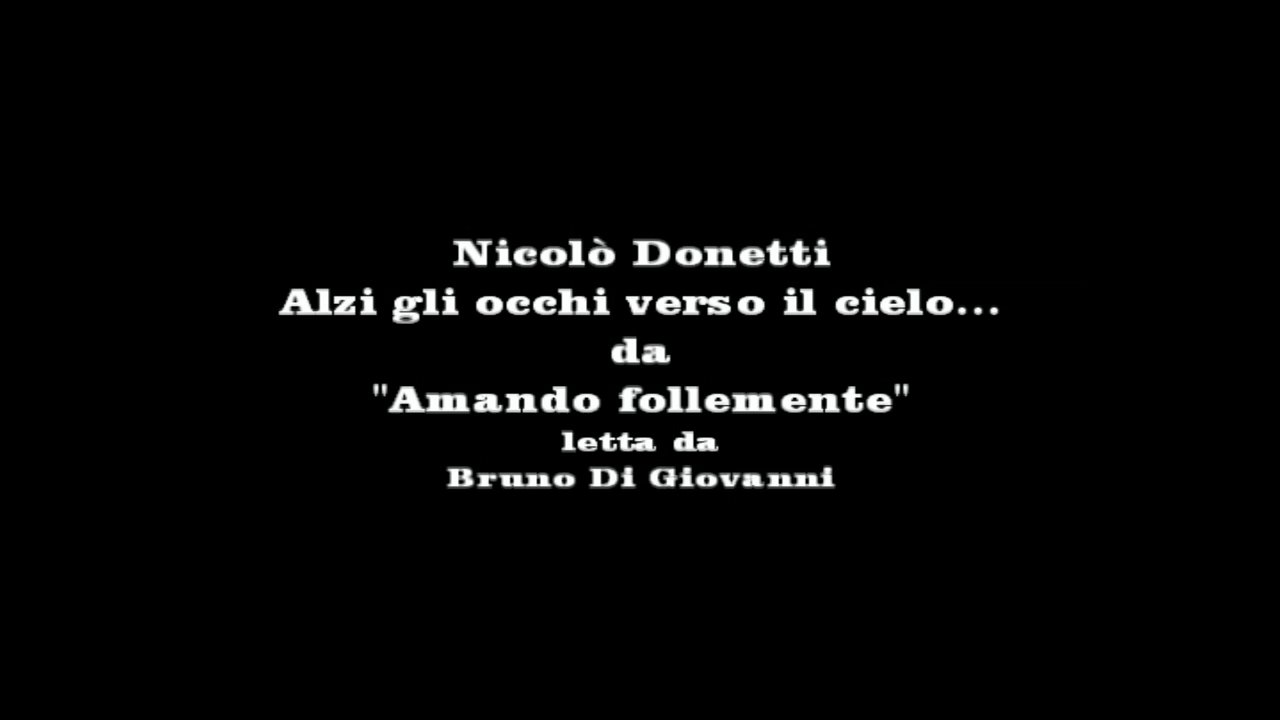 Nicolò Donetti
Alzi gli occhi verso il cielo...
da
"Amando follemente"
letta da
Bruno Di Giovanni